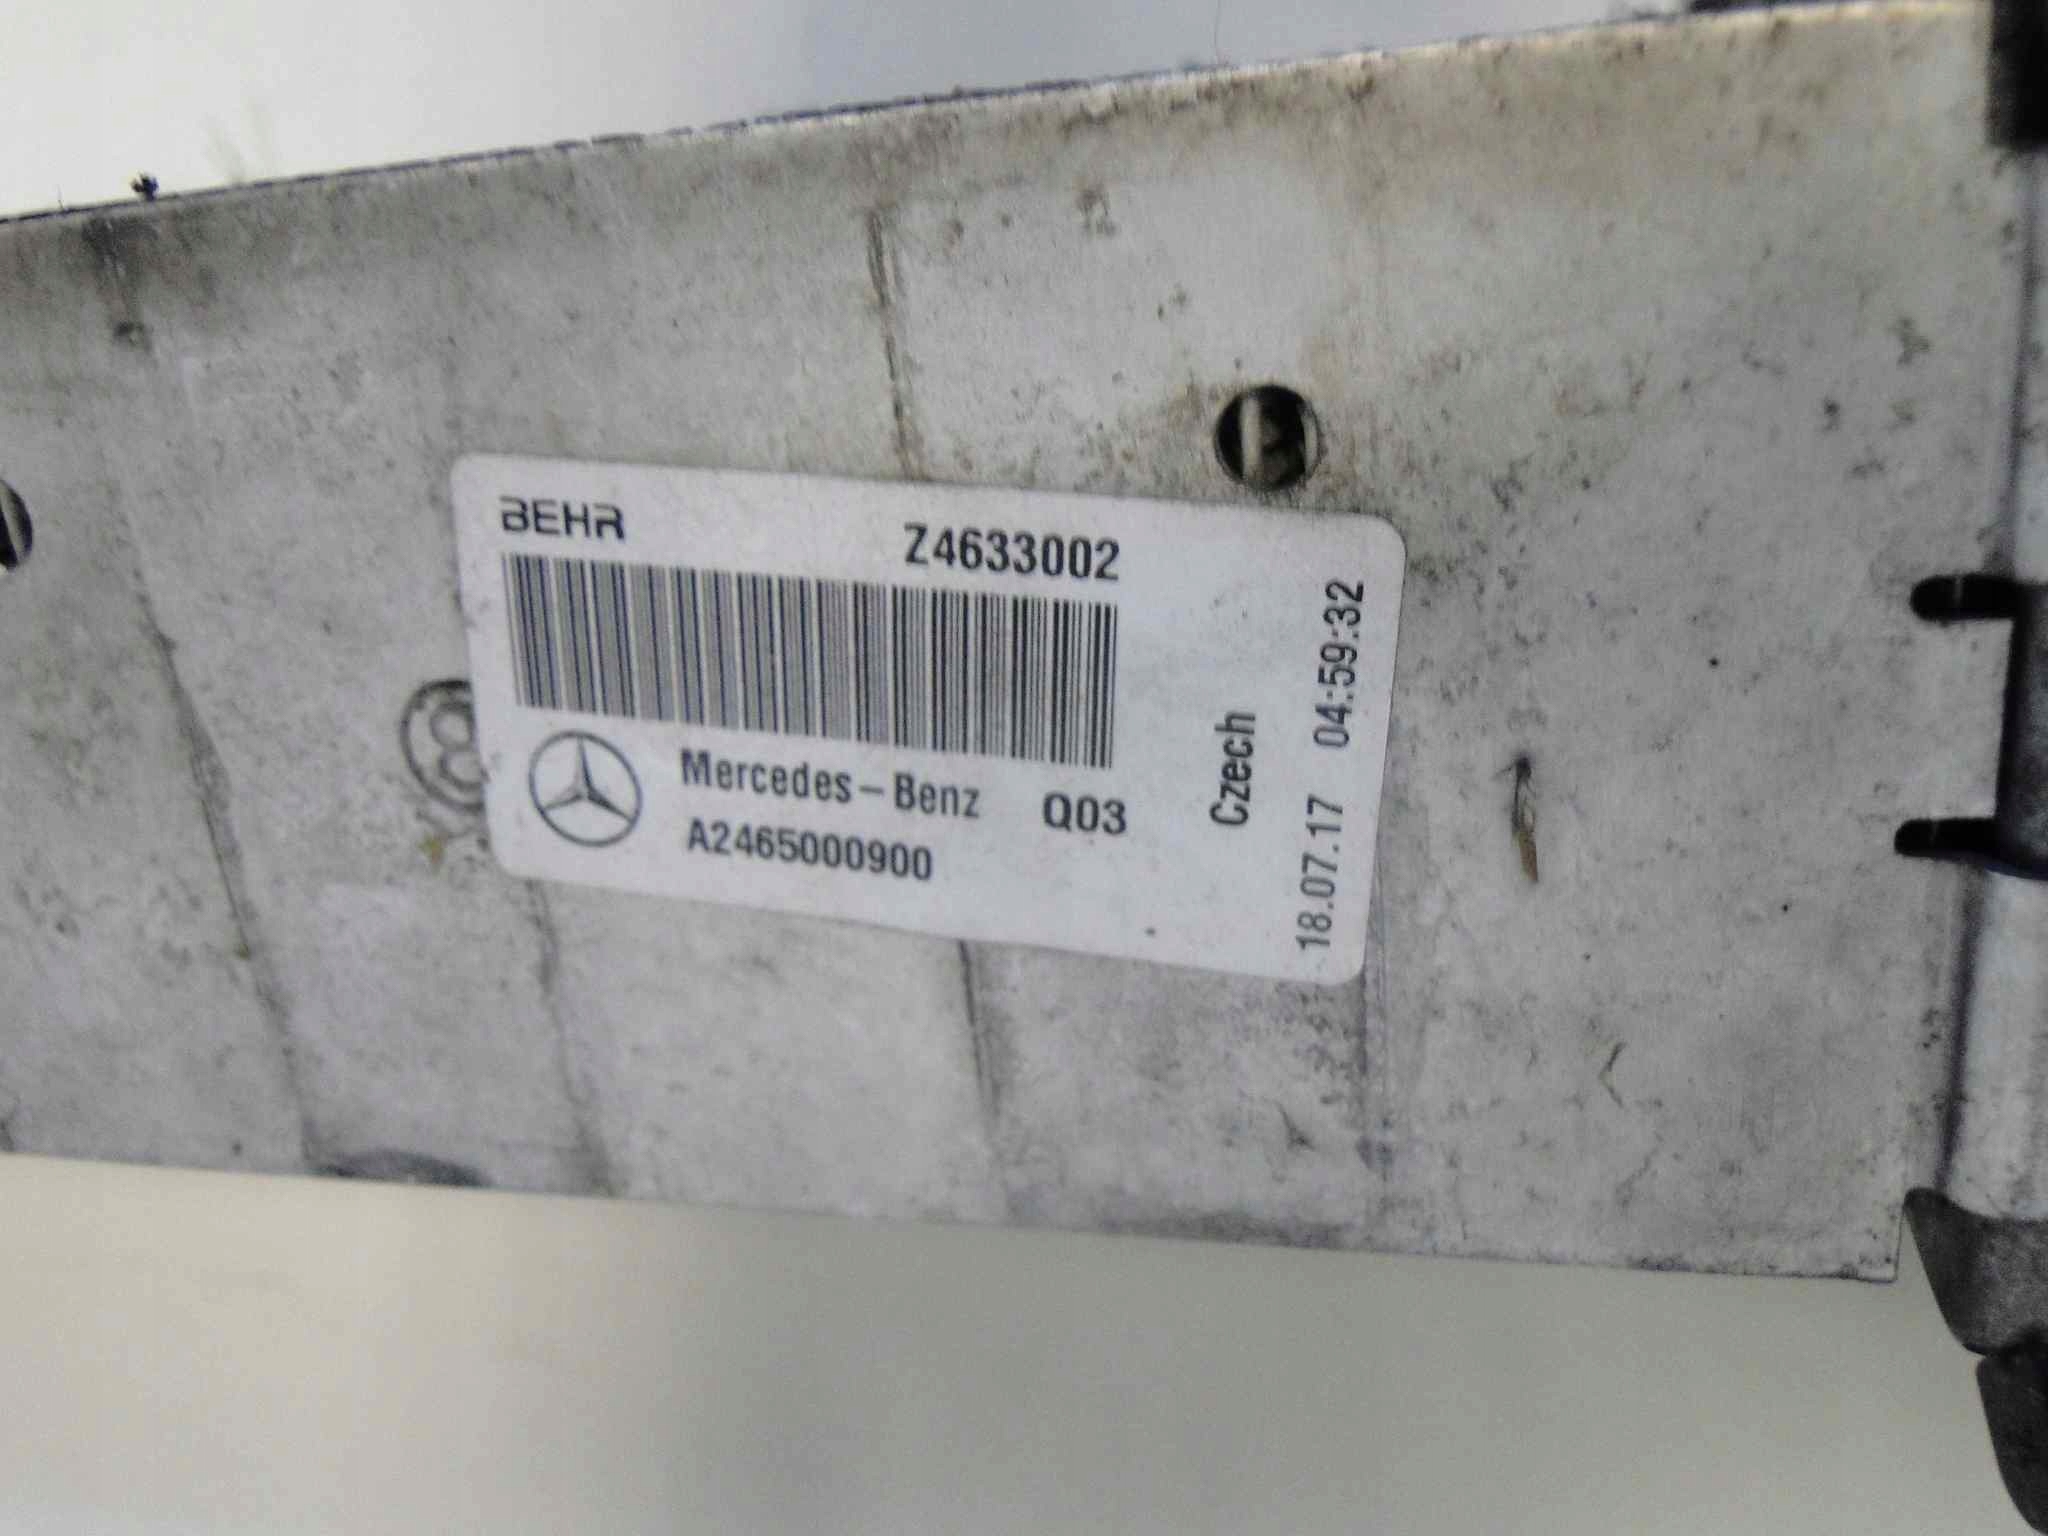 BEHR Z4633002
Mercedes-Benz Q03
A2465000900
Czech
18.07.17 04:59:32